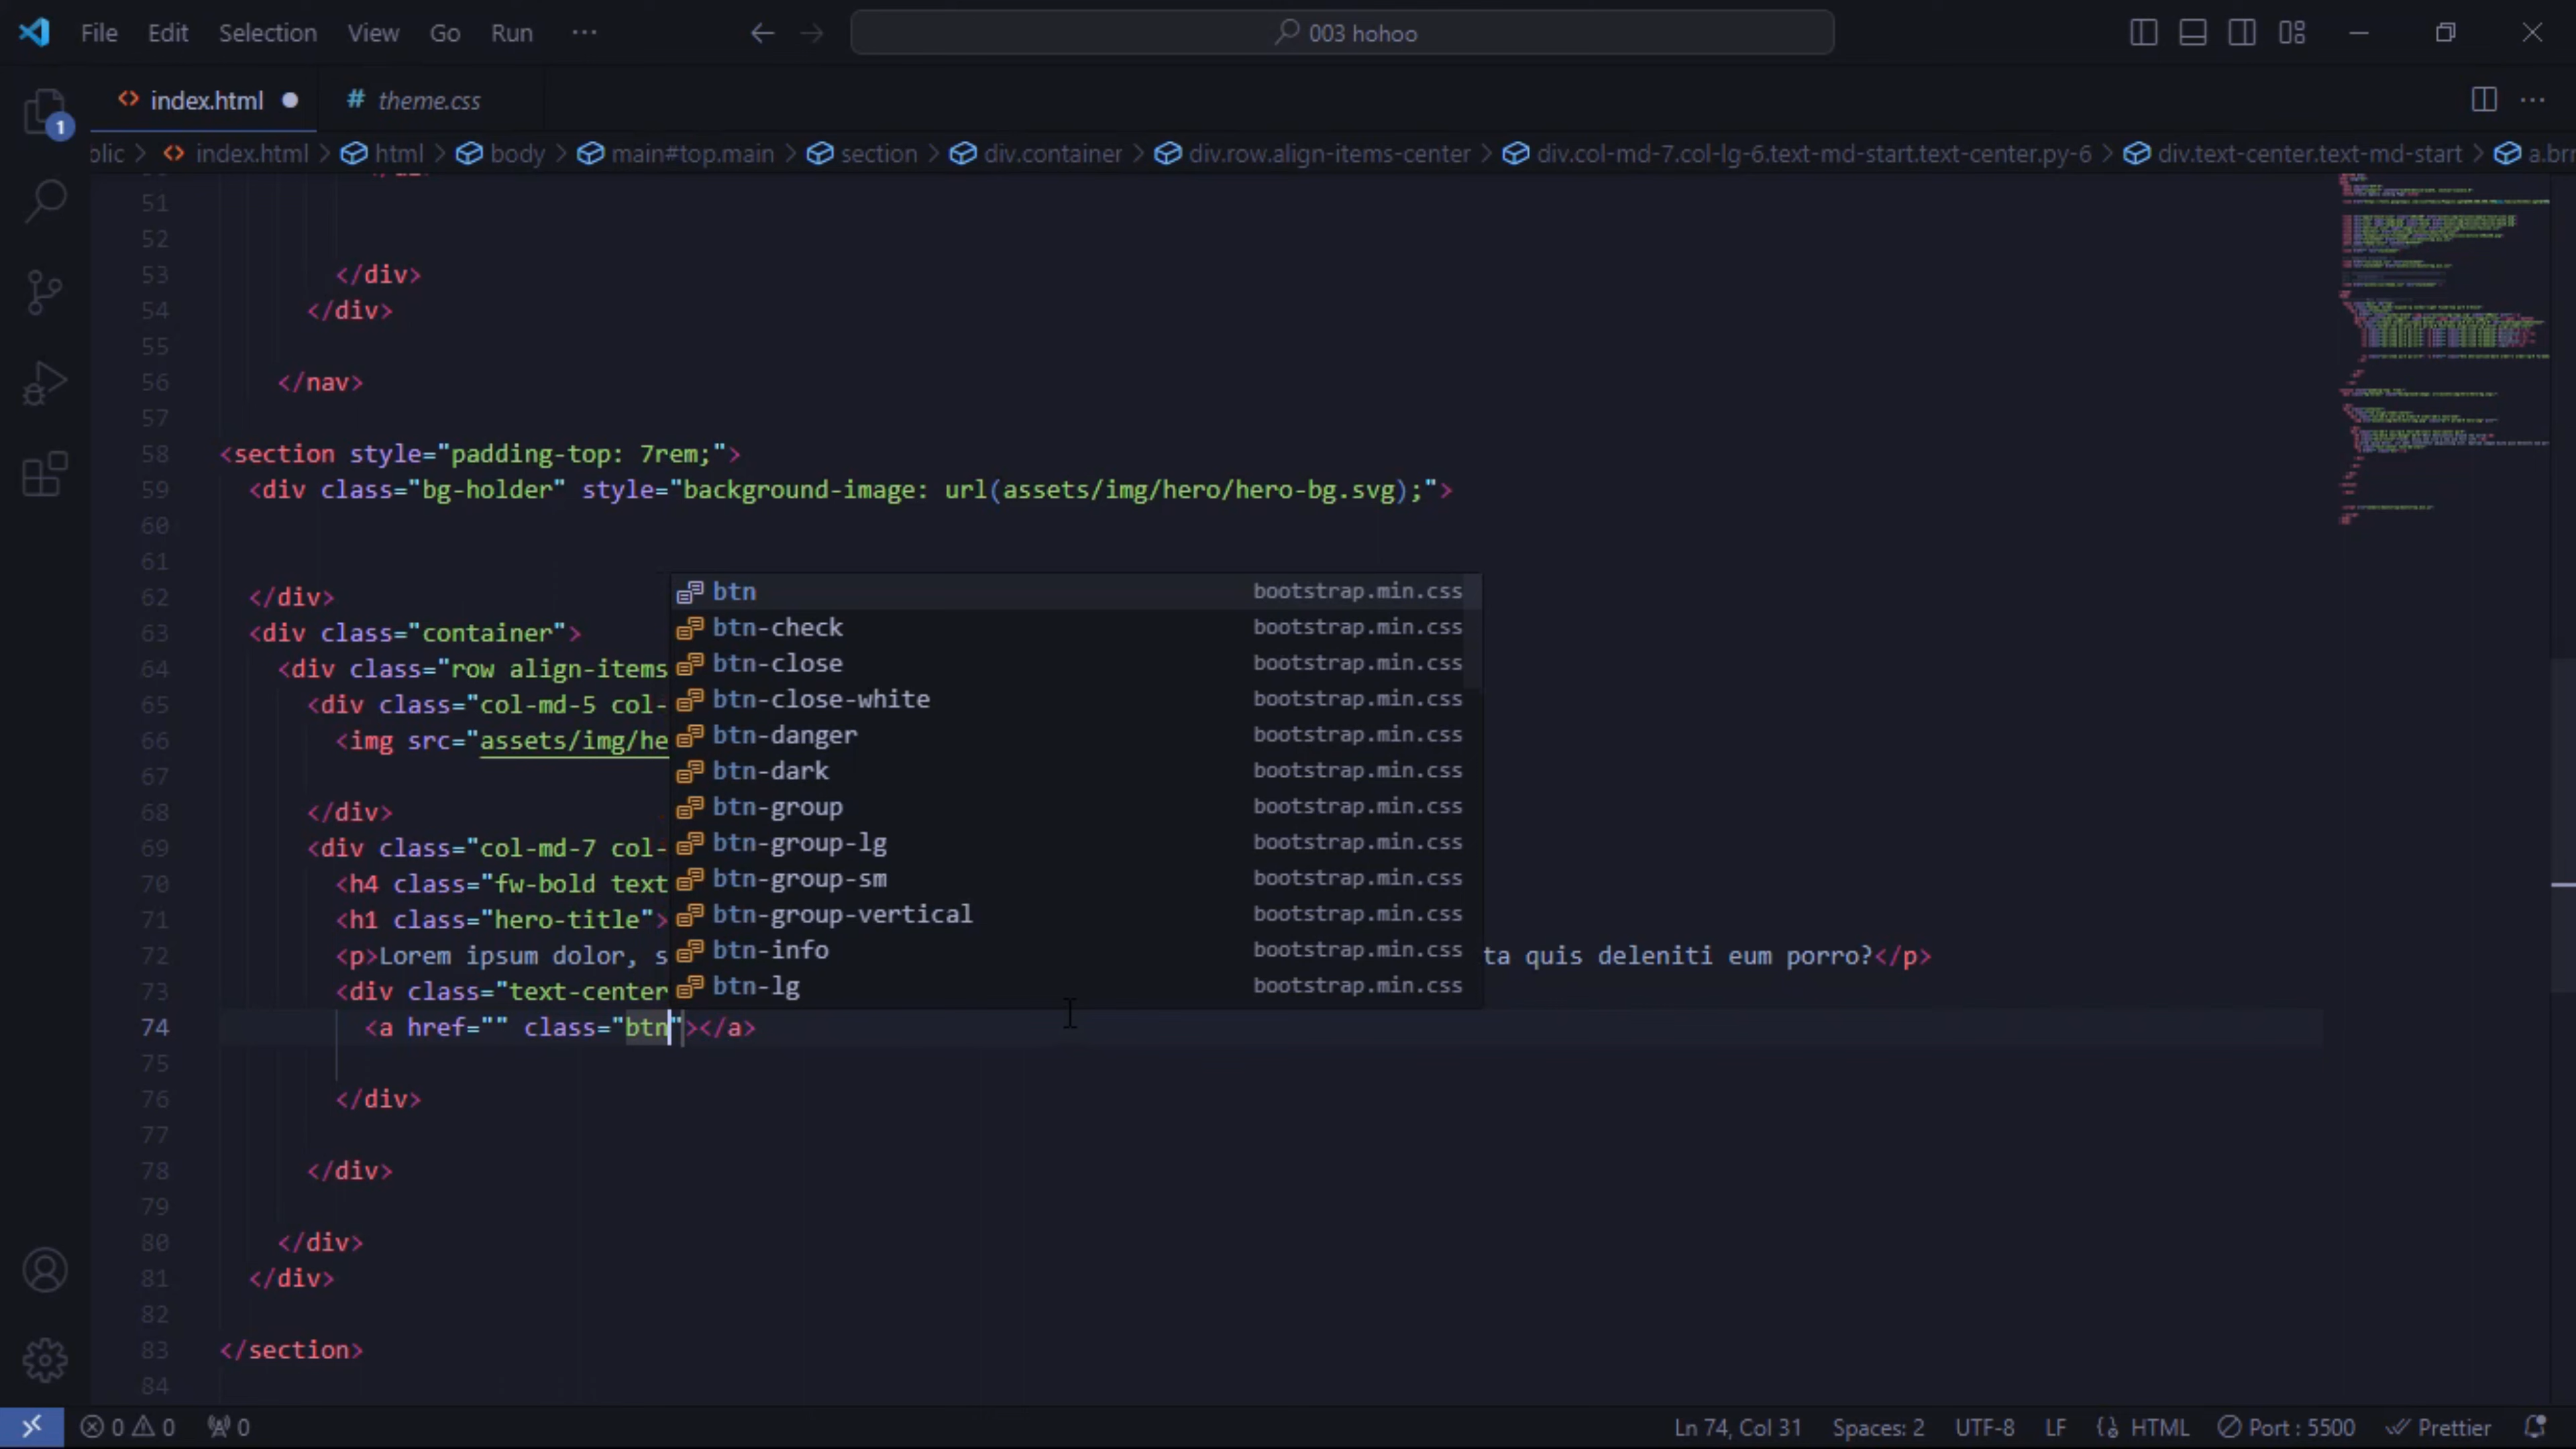 File Edit Selection View Go Run ··· 003 hohoo
index.html # theme.css
1
olic > index.html > html > body > main#top.main > section > div.container > div.row.align-items-center > div.col-md-7.col-lg-6.text-md-start.text-center.py-6 > div.text-center.text-md-start >
51
52
53 </div>
54 </div>
55
56 </nav>
57
58 <section style="padding-top: 7rem;">
59 <div class="bg-holder" style="background-image: url(assets/img/hero/hero-bg.svg);">
60
61
btn bootstrap.min.css
62 </div>
btn-check bootstrap.min.css
63 <div class="container">
btn-close bootstrap.min.css
64 <div class="row align-items
btn-close-white bootstrap.min.css
65 <div class="col-md-5 col-
btn-danger bootstrap.min.css
66 <img src="assets/img/he
btn-dark bootstrap.min.css
67
btn-group bootstrap.min.css
68 </div>
btn-group-lg bootstrap.min.css
69 <div class="col-md-7 col-
btn-group-sm bootstrap.min.css
70 <h4 class="fw-bold text
btn-group-vertical bootstrap.min.css
71 <h1 class="hero-title">
btn-info bootstrap.min.css
72 <p>Lorem ipsum dolor, s ta quis deleniti eum porro?</p>
btn-lg bootstrap.min.css
73 <div class="text-center
74 <a href="" class="btn"></a>
75
76 </div>
77
78 </div>
79
80 </div>
81 </div>
82
83 </section>
84
0 0 0 Ln 74, Col 31 Spaces: 2 UTF-8 LF {} HTML Port : 5500 Prettier